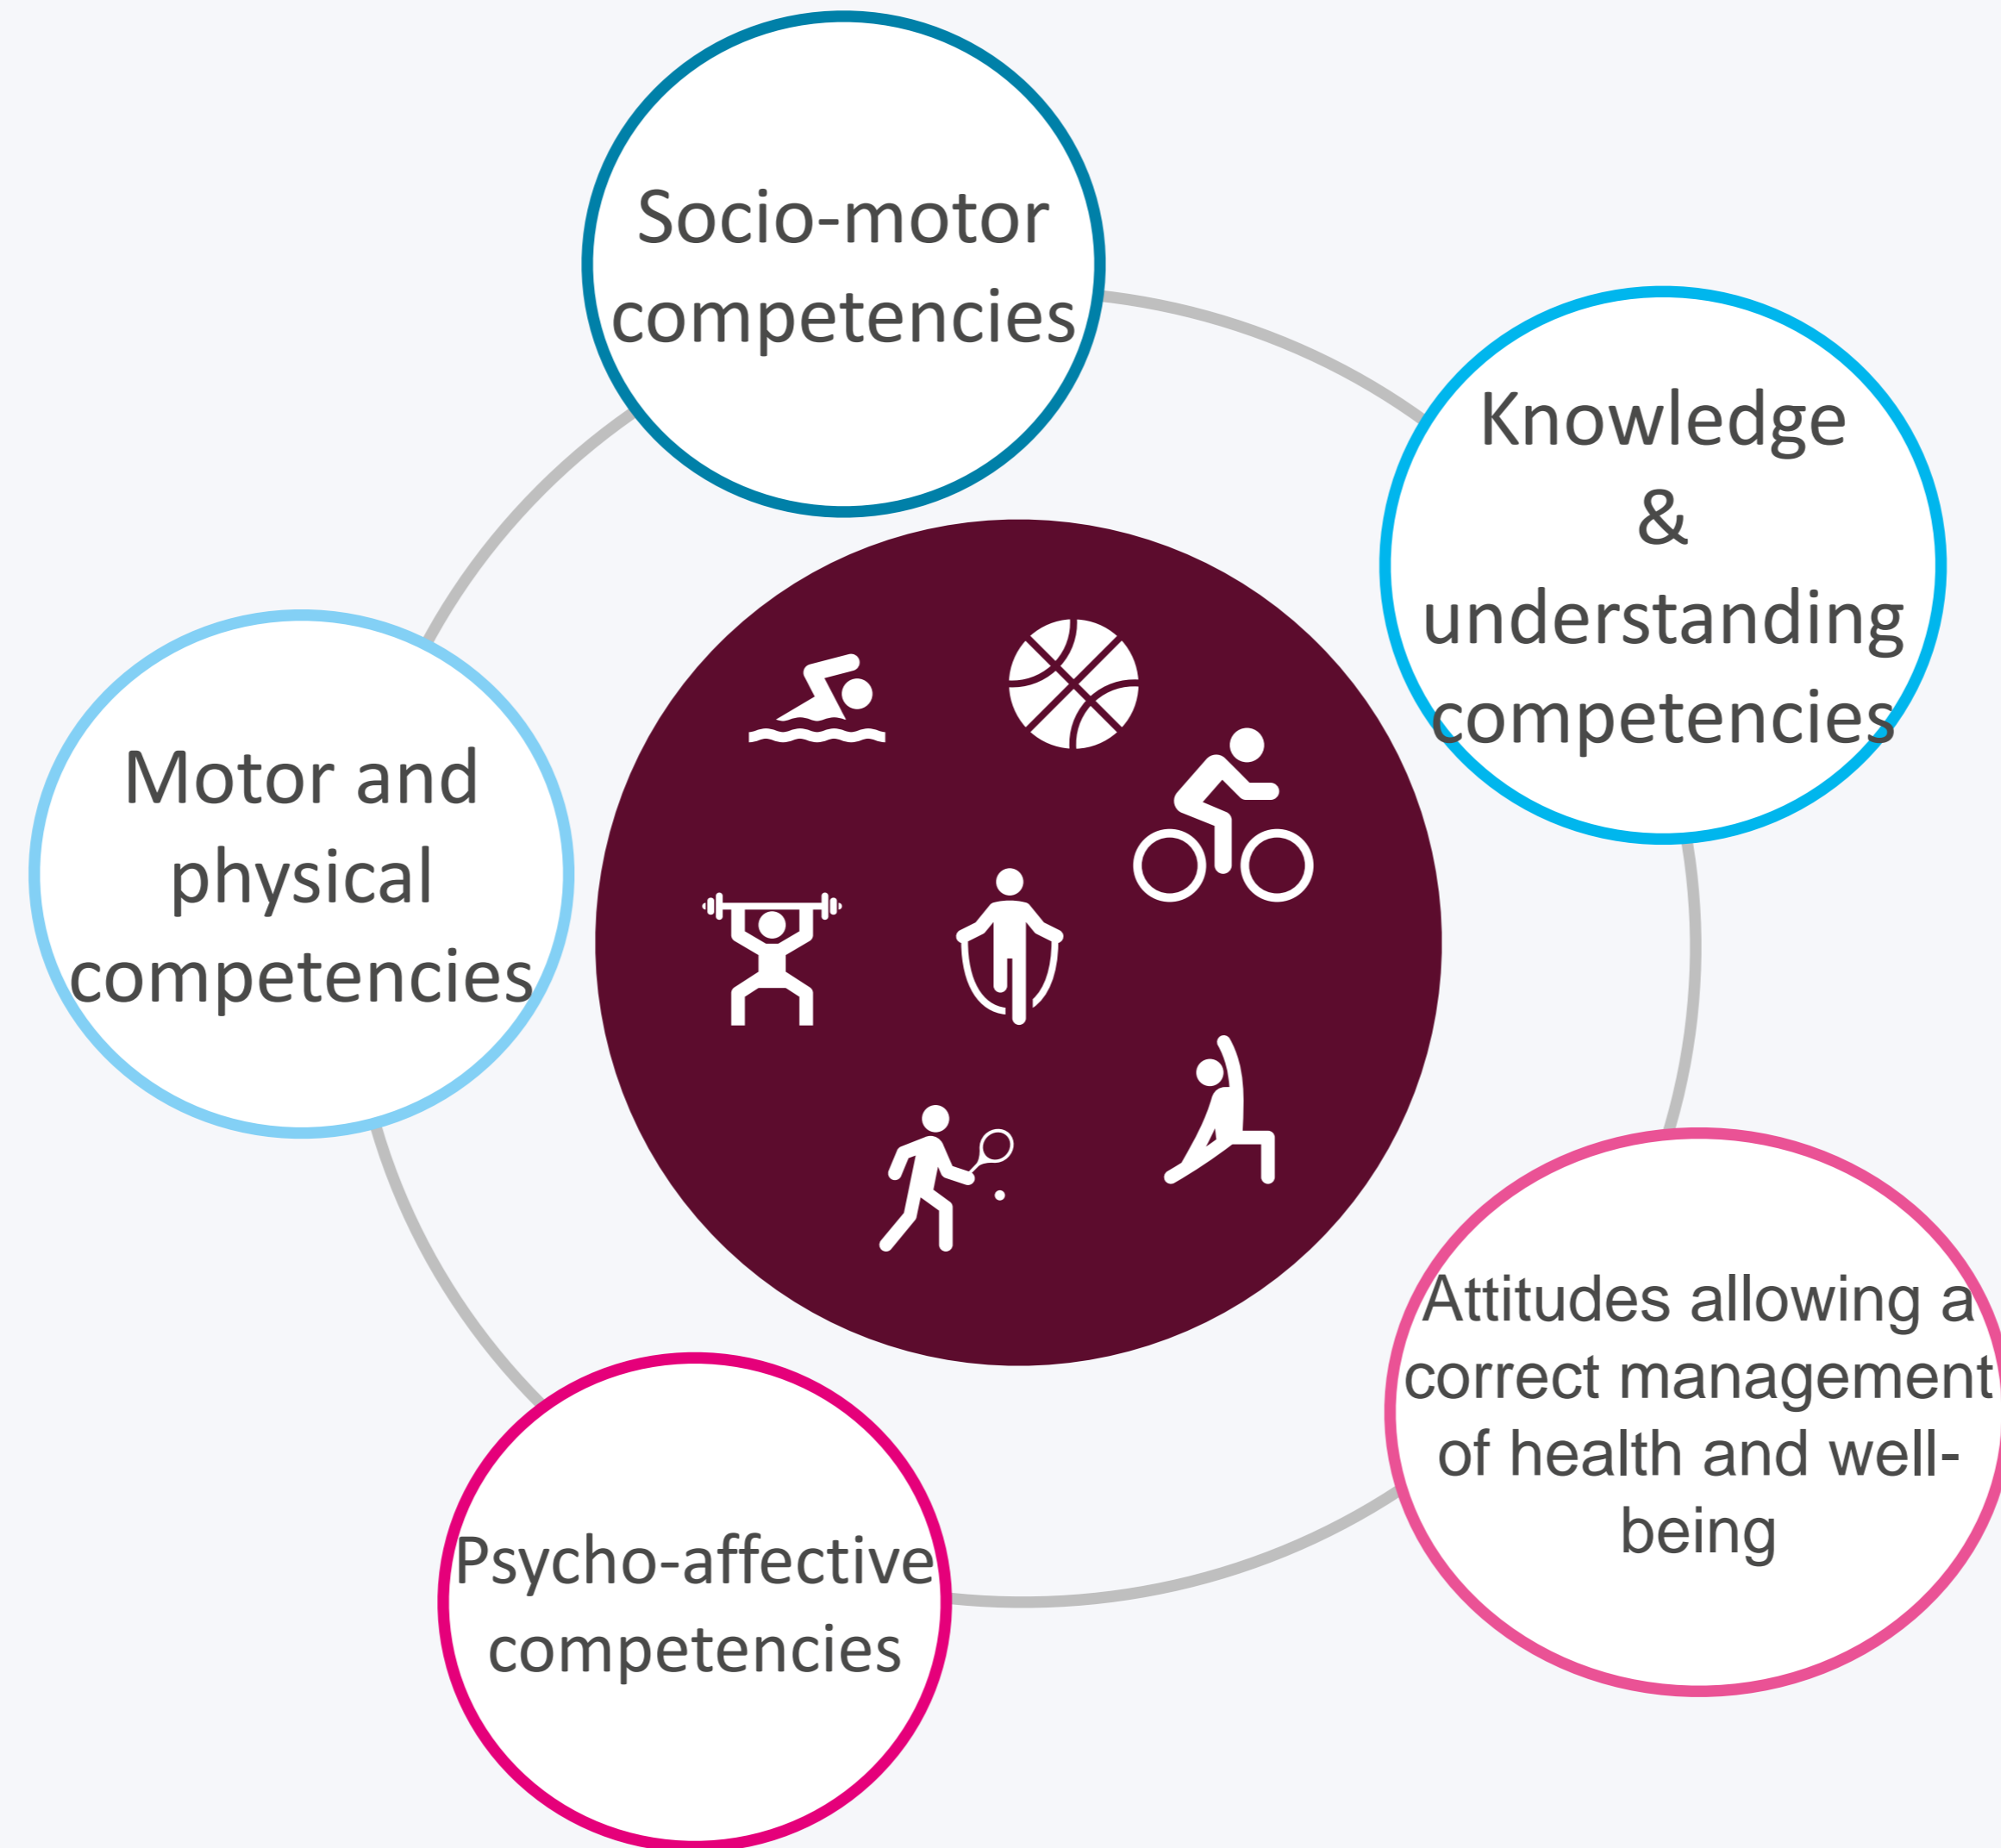 Socio-motor
competencies
Knowledge
&
understanding
competencies
Motor and
physical
competencies
Attitudes allowing a
correct management
of health and well-
being
Psycho-affective
competencies